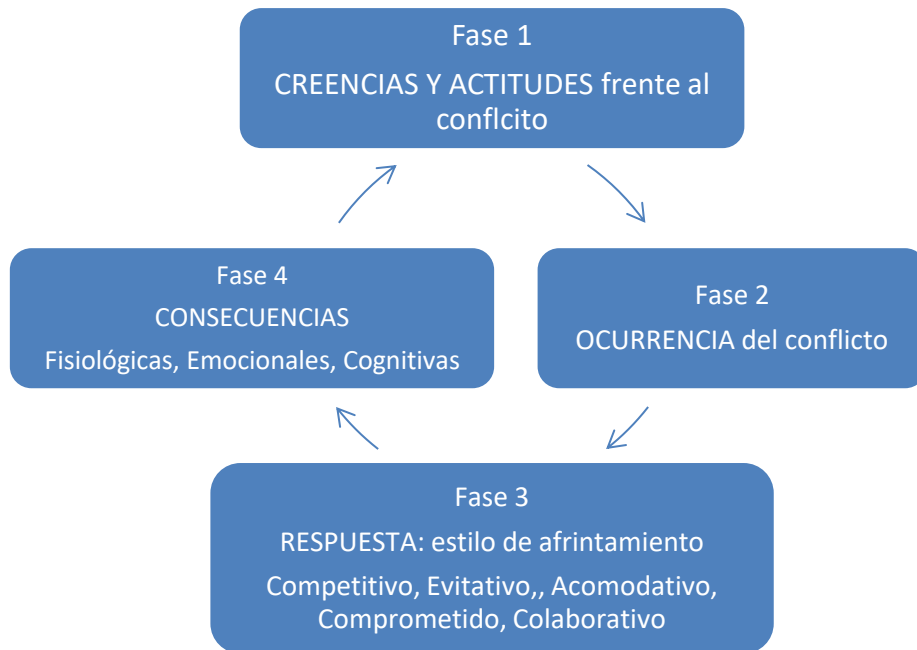 Fase 1
CREENCIAS Y ACTITUDES frente al
conflcito
Fase 2
OCURRENCIA del conflicto
Fase 3
RESPUESTA: estilo de afrintamiento
Competitivo, Evitativo,, Acomodativo,
Comprometido, Colaborativo
Fase 4
CONSECUENCIAS
Fisiológicas, Emocionales, Cognitivas